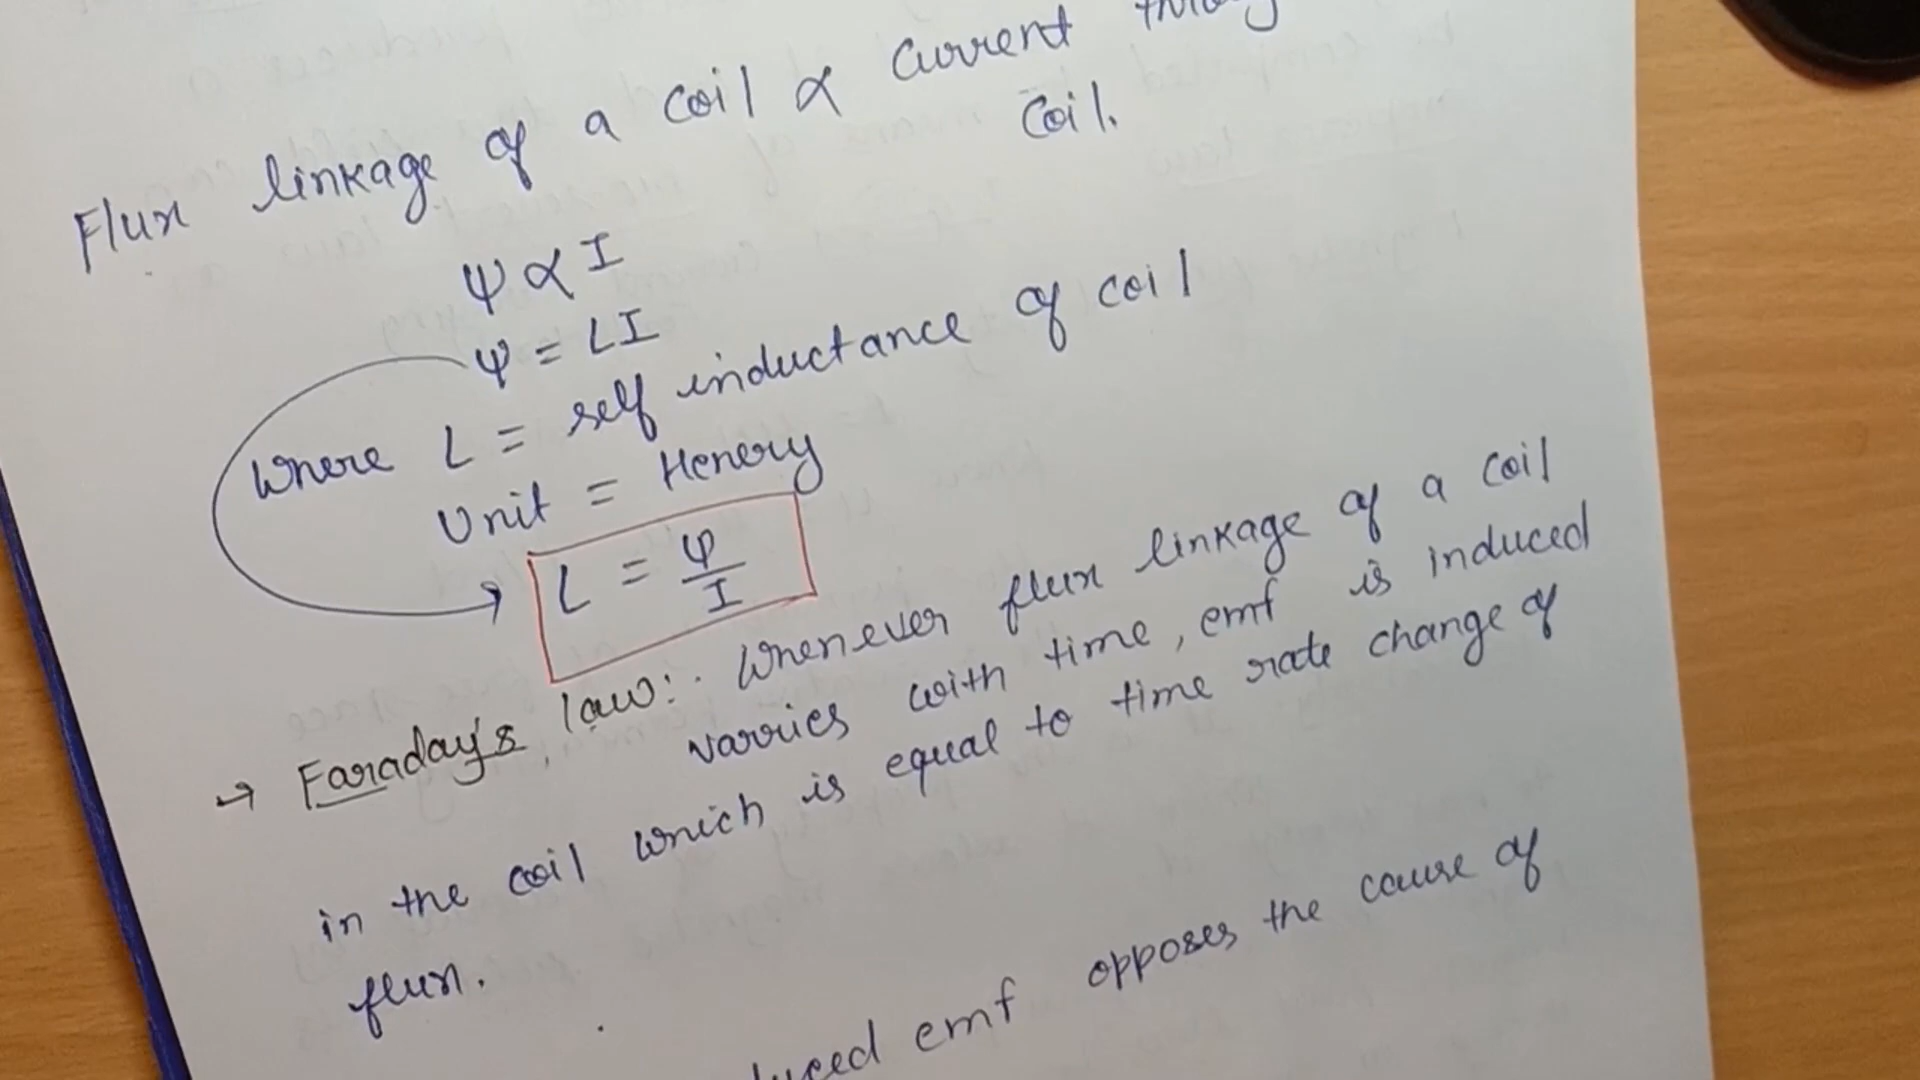 Flux linkage of a coil ∝ current
coil.
ψ ∝ I
ψ = LI
Where L = self inductance of coil
Unit = Henery
L = ψ/I
→ Faraday's law:- Whenever flux linkage of a coil
varries with time, emf is induced
in the coil which is equal to time rate change of
flux.
emf opposes the cause of